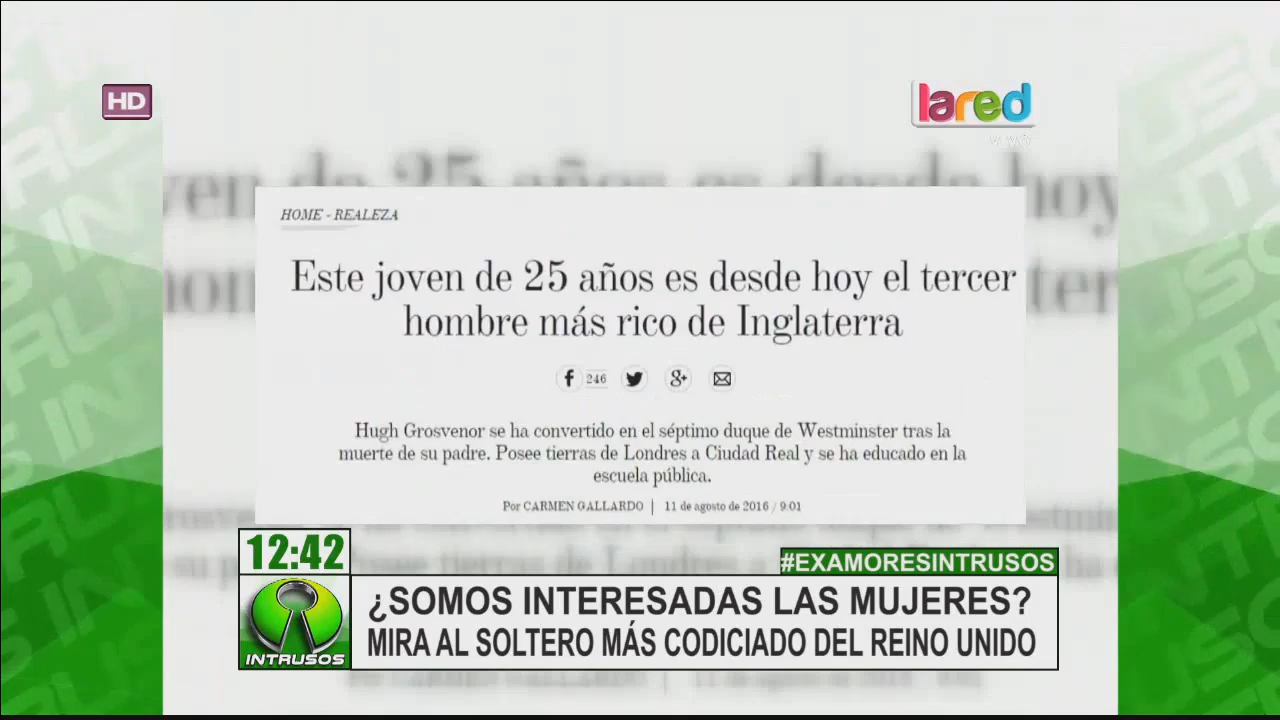 HD
lared
HOME - REALEZA
Este joven de 25 años es desde hoy el tercer
hombre más rico de Inglaterra
246
Hugh Grosvenor se ha convertido en el séptimo duque de Westminster tras la
muerte de su padre. Posee tierras de Londres a Ciudad Real y se ha educado en la
escuela pública.
Por CARMEN GALLARDO | 11 de agosto de 2016 / 9:01
12:42
#EXAMORESINTRUSOS
¿SOMOS INTERESADAS LAS MUJERES?
MIRA AL SOLTERO MÁS CODICIADO DEL REINO UNIDO
INTRUSOS